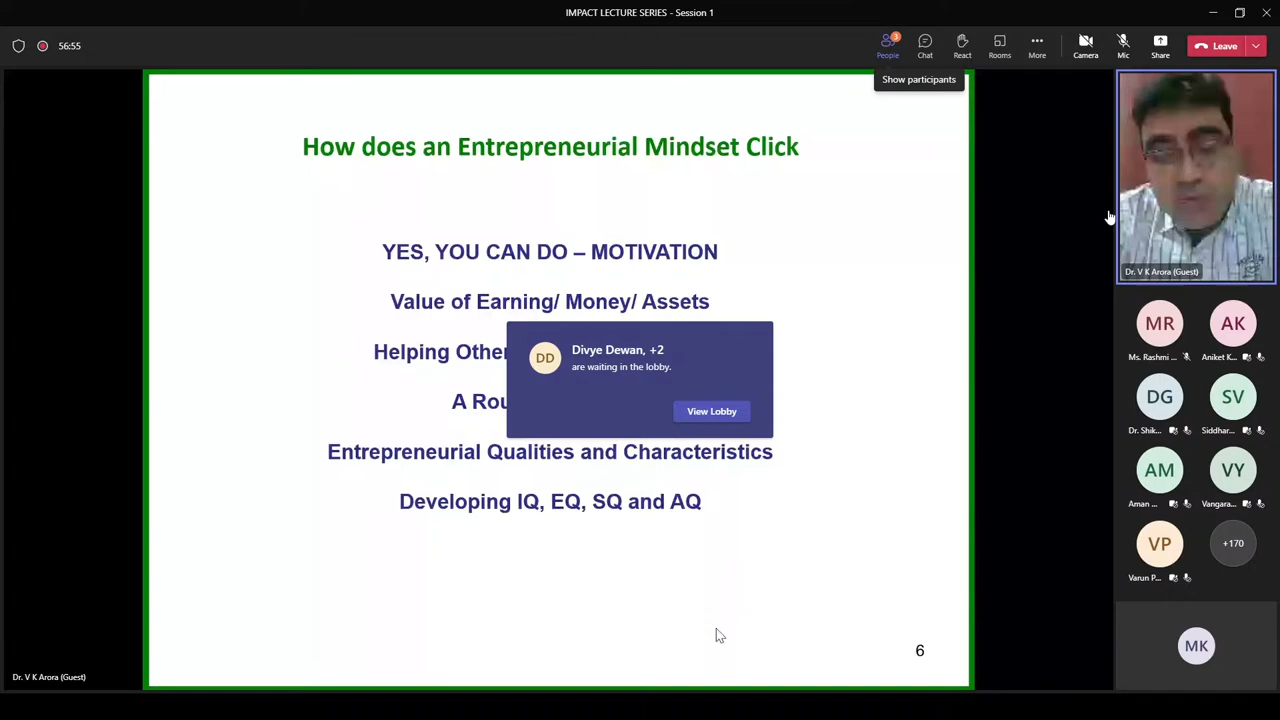 IMPACT LECTURE SERIES - Session 1
56:55
3
People
Chat
React
Rooms
More
Camera
Mic
Share
Leave
Show participants
How does an Entrepreneurial Mindset Click
YES, YOU CAN DO – MOTIVATION
Value of Earning/ Money/ Assets
Helping Other
A Rou
Entrepreneurial Qualities and Characteristics
Developing IQ, EQ, SQ and AQ
6
DD
Divye Dewan, +2
are waiting in the lobby.
View Lobby
Dr. V K Arora (Guest)
Dr. V K Arora (Guest)
MR
AK
Ms. Rashmi ...
Aniket K...
DG
SV
Dr. Shik...
Siddhar...
AM
VY
Aman ...
Vangara...
VP
+170
Varun P...
MK